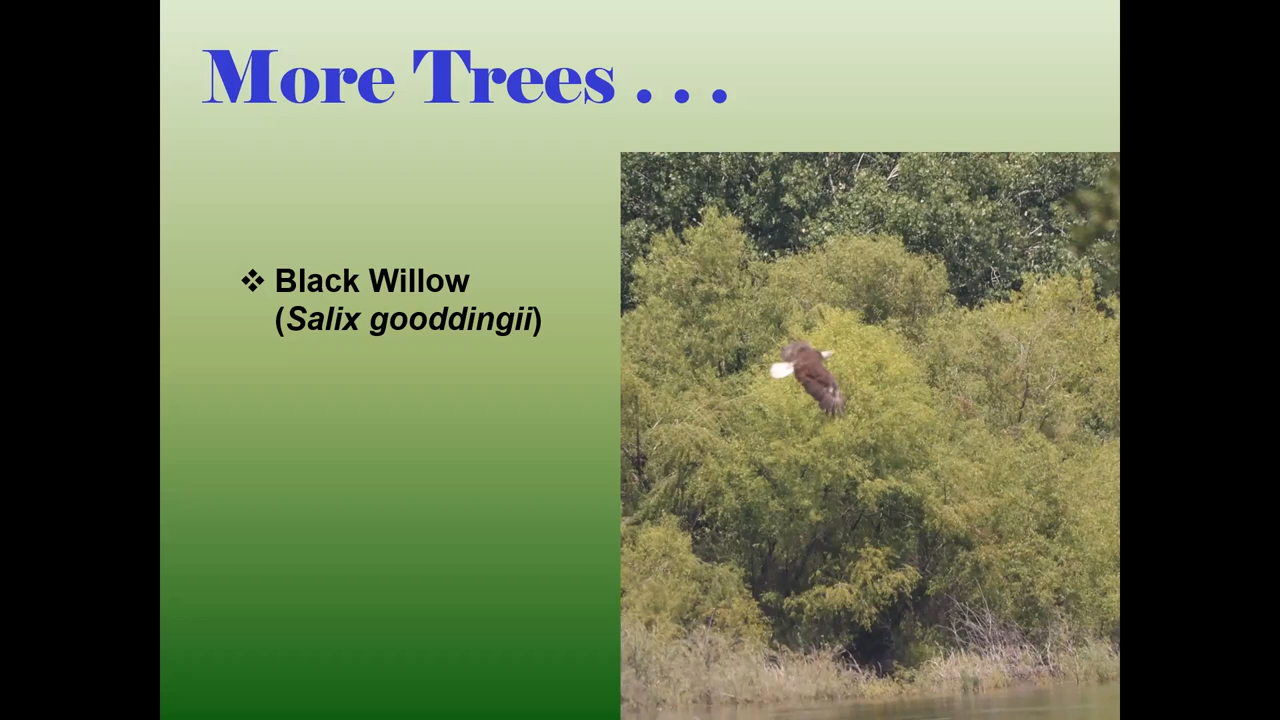 More Trees . . .
❖ Black Willow
(Salix gooddingii)